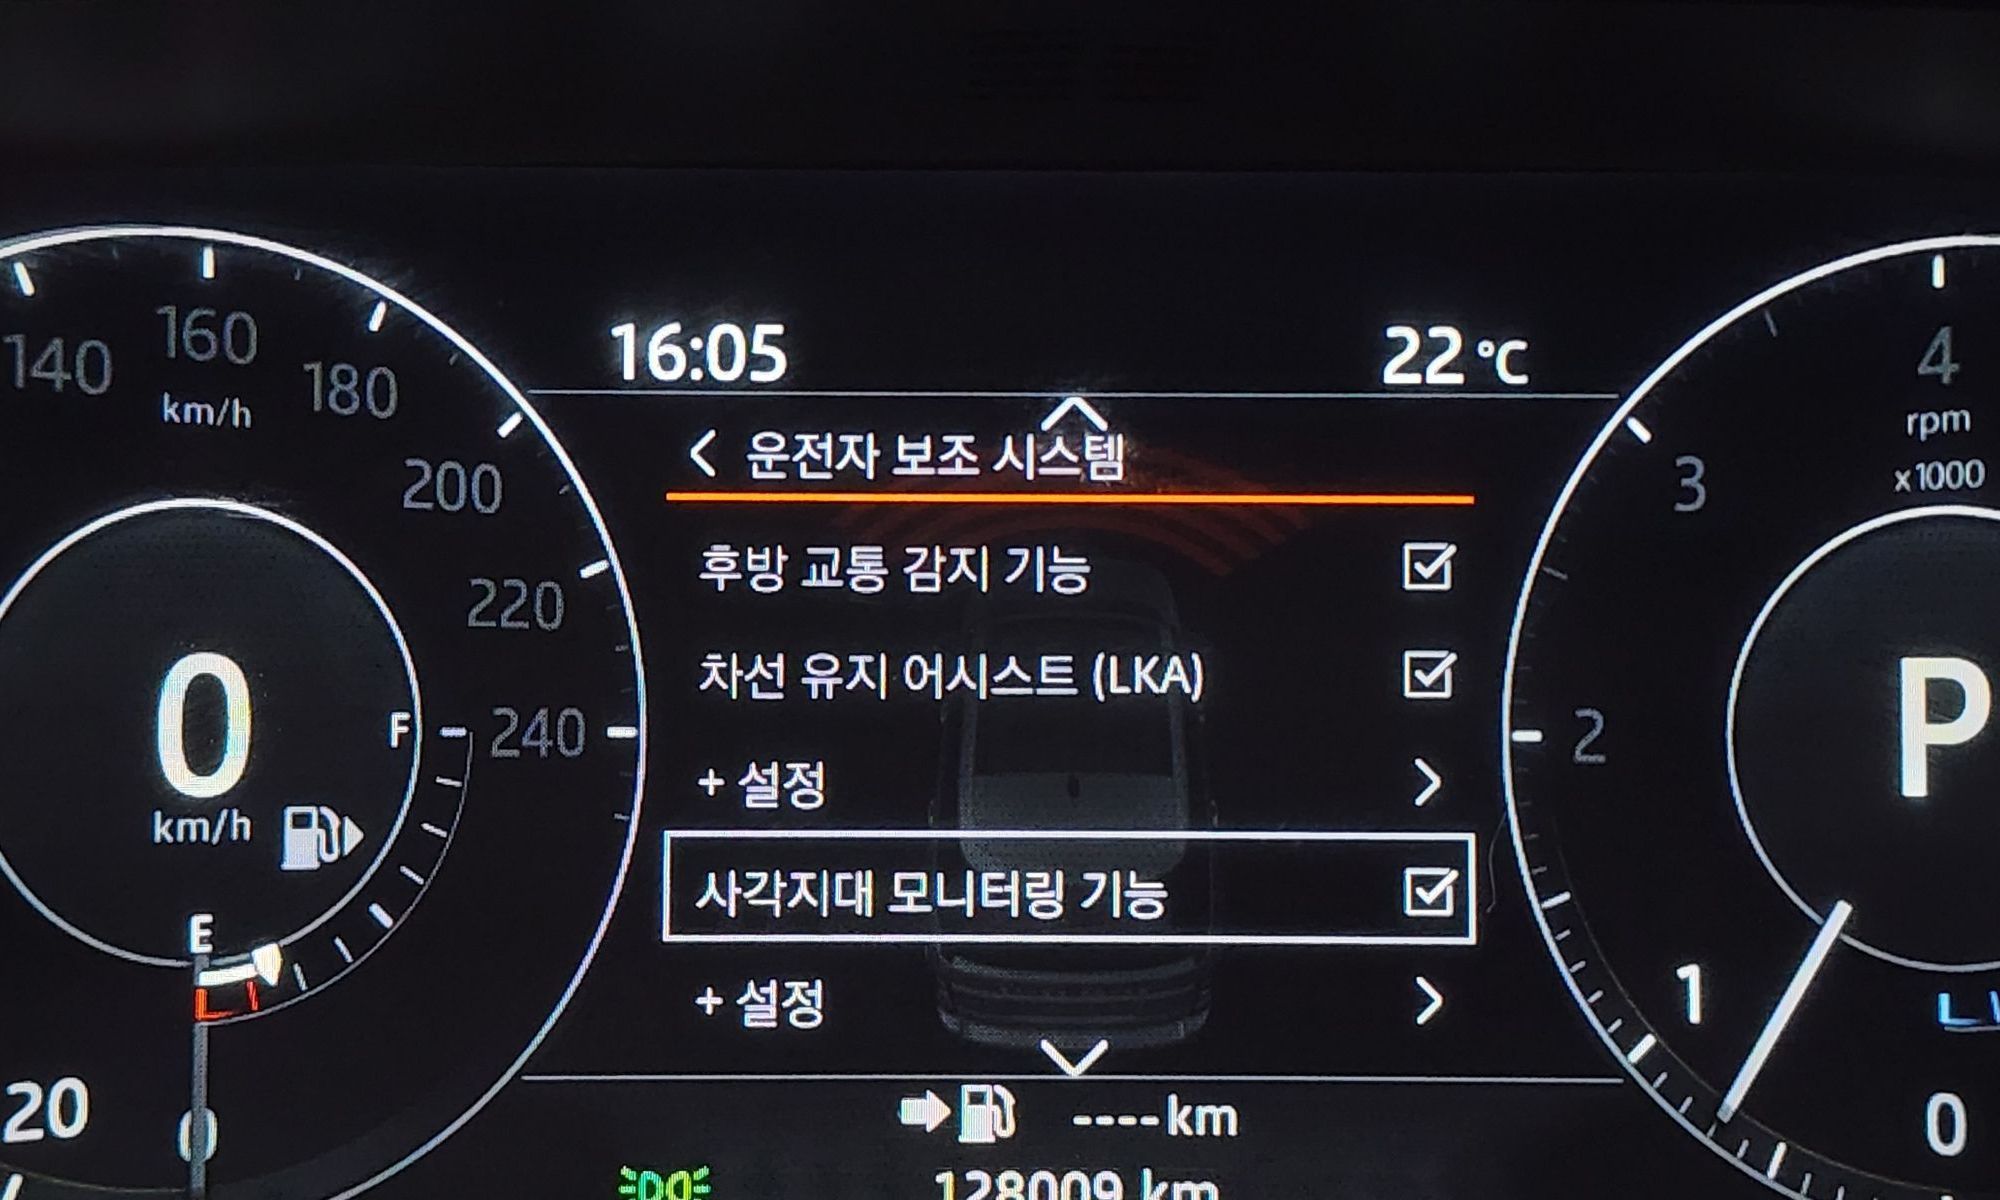 16:05
22 °C
운전자 보조 시스템
후방 교통 감지 기능
차선 유지 어시스트 (LKA)
+ 설정
사각지대 모니터링 기능
+ 설정
----km
128009 km
140
160
km/h
180
200
220
240
0
km/h
F
E
20
0
4
rpm
x1000
3
2
1
0
P